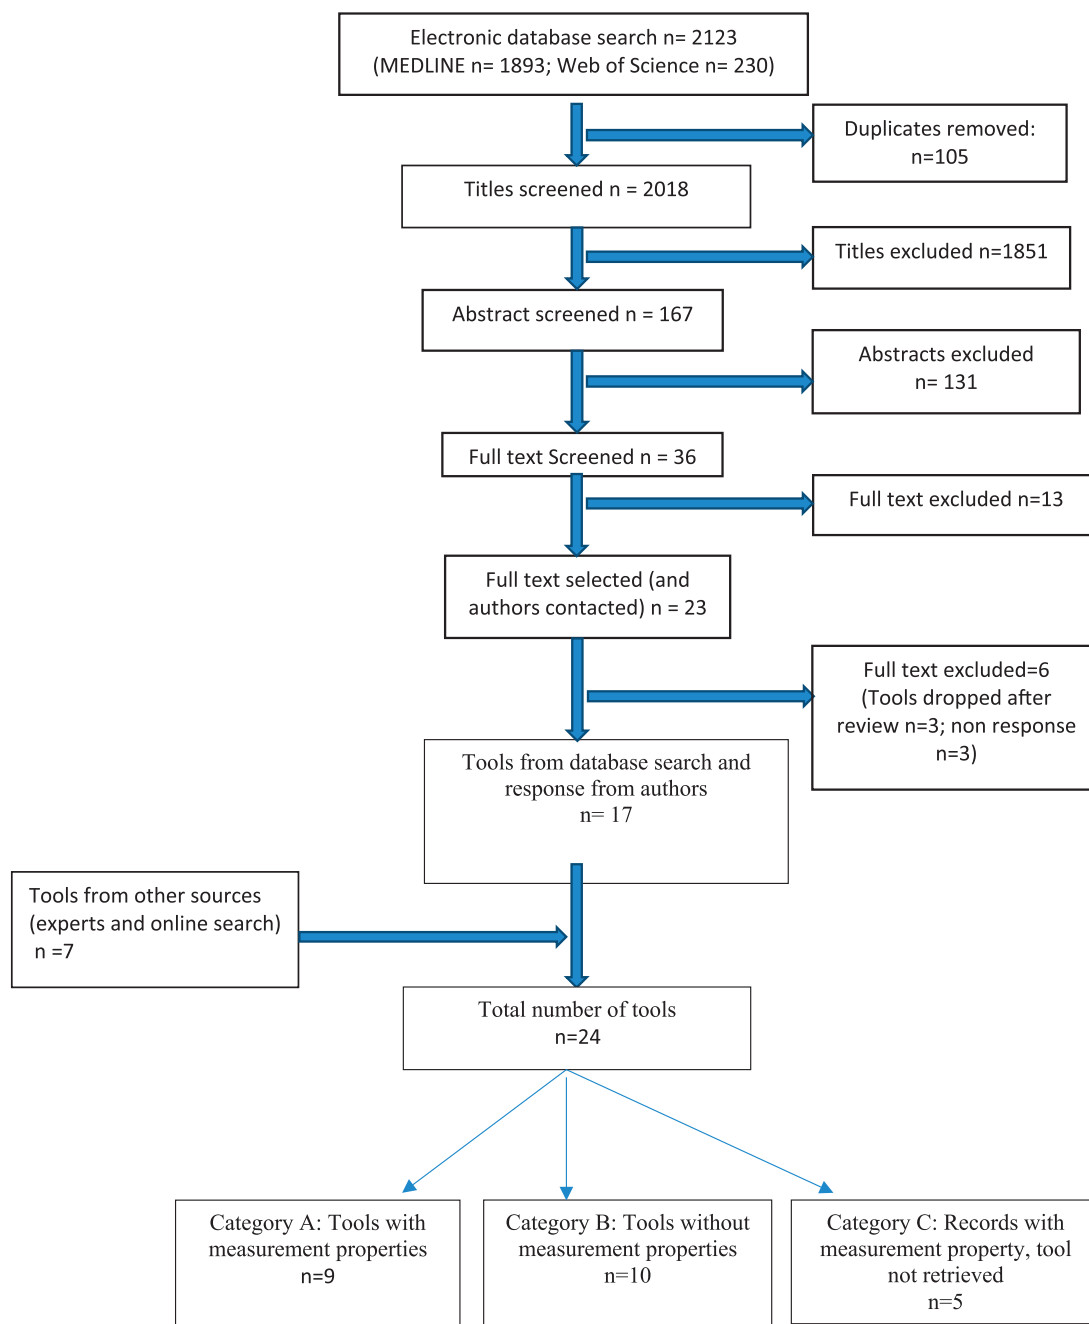 Electronic database search n= 2123
(MEDLINE n= 1893; Web of Science n= 230)
Duplicates removed:
n=105
Titles screened n = 2018
Titles excluded n=1851
Abstract screened n = 167
Abstracts excluded
n= 131
Full text Screened n = 36
Full text excluded n=13
Full text selected (and
authors contacted) n = 23
Full text excluded=6
(Tools dropped after
review n=3; non response
n=3)
Tools from database search and
response from authors
n= 17
Tools from other sources
(experts and online search)
n =7
Total number of tools
n=24
Category A: Tools with
measurement properties
n=9
Category B: Tools without
measurement properties
n=10
Category C: Records with
measurement property, tool
not retrieved
n=5